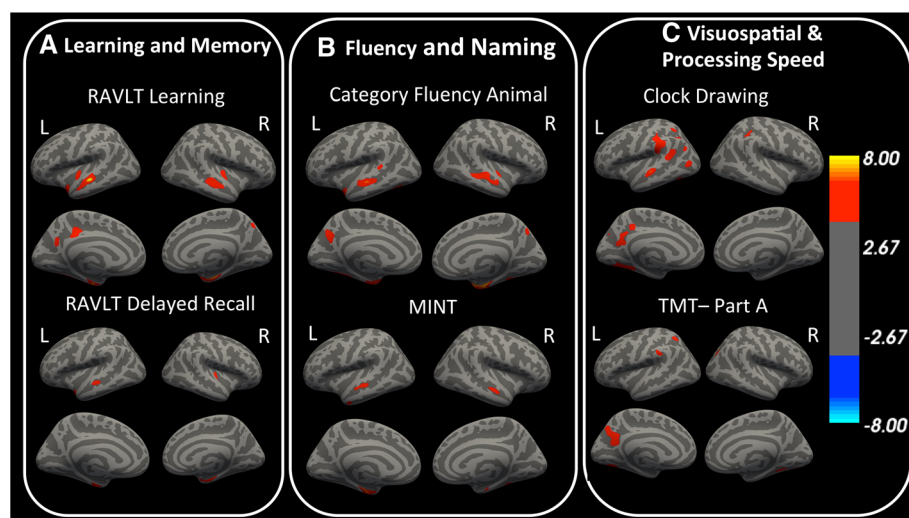 A Learning and Memory
RAVLT Learning
L
R
RAVLT Delayed Recall
L
R
B Fluency and Naming
Category Fluency Animal
L
R
MINT
L
R
C Visuospatial &
Processing Speed
Clock Drawing
L
R
TMT– Part A
L
R
8.00
2.67
-2.67
-8.00